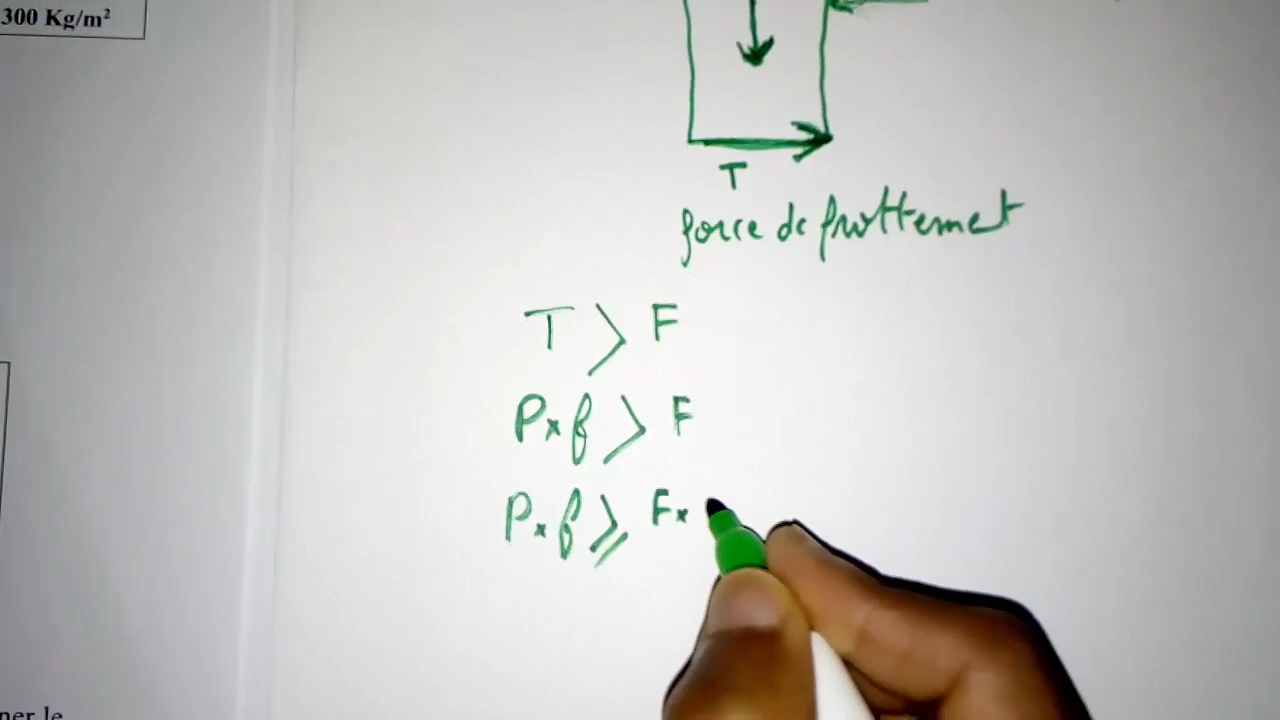 300 Kg/m²
T
force de frottement
T > F
P x f > F
P x f ⩾ F x
ner le